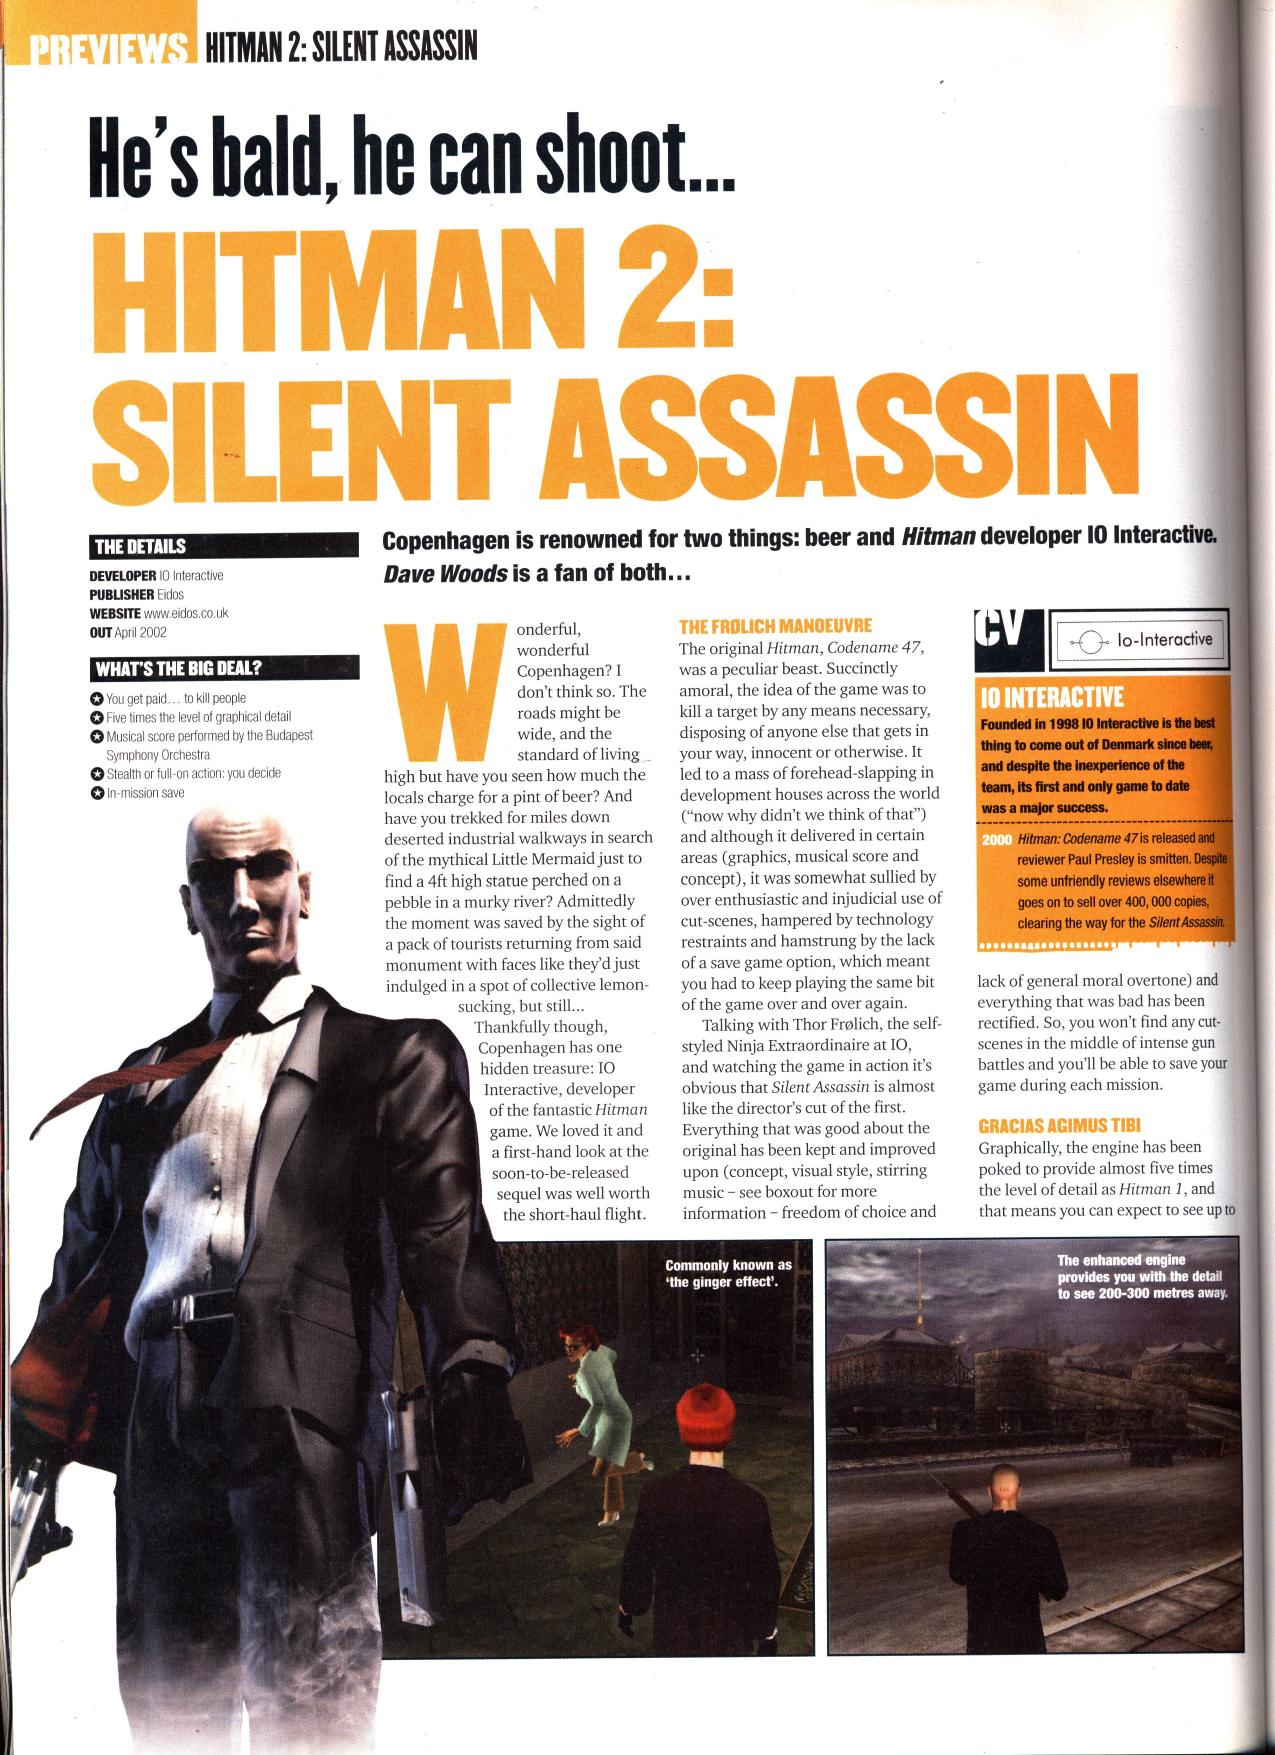 PREVIEWS HITMAN 2: SILENT ASSASSIN
He's bald, he can shoot...
HITMAN 2:
SILENT ASSASSIN
Copenhagen is renowned for two things: beer and Hitman developer IO Interactive.
Dave Woods is a fan of both...
THE DETAILS
DEVELOPER IO Interactive
PUBLISHER Eidos
WEBSITE www.eidos.co.uk
OUT April 2002
WHAT'S THE BIG DEAL?
You get paid... to kill people
Five times the level of graphical detail
Musical score performed by the Budapest
Symphony Orchestra
Stealth or full-on action: you decide
In-mission save
Wonderful,
wonderful
Copenhagen? I
don't think so. The
roads might be
wide, and the
standard of living
high but have you seen how much the
locals charge for a pint of beer? And
have you trekked for miles down
deserted industrial walkways in search
of the mythical Little Mermaid just to
find a 4ft high statue perched on a
pebble in a murky river? Admittedly
the moment was saved by the sight of
a pack of tourists returning from said
monument with faces like they'd just
indulged in a spot of collective lemon-
sucking, but still...
Thankfully though,
Copenhagen has one
hidden treasure: IO
Interactive, developer
of the fantastic Hitman
game. We loved it and
a first-hand look at the
soon-to-be-released
sequel was well worth
the short-haul flight.
THE FRØLICH MANOEUVRE
The original Hitman, Codename 47,
was a peculiar beast. Succinctly
amoral, the idea of the game was to
kill a target by any means necessary,
disposing of anyone else that gets in
your way, innocent or otherwise. It
led to a mass of forehead-slapping in
development houses across the world
("now why didn't we think of that")
and although it delivered in certain
areas (graphics, musical score and
concept), it was somewhat sullied by
over enthusiastic and injudicial use of
cut-scenes, hampered by technology
restraints and hamstrung by the lack
of a save game option, which meant
you had to keep playing the same bit
of the game over and over again.
Talking with Thor Frølich, the self-
styled Ninja Extraordinaire at IO,
and watching the game in action it's
obvious that Silent Assassin is almost
like the director's cut of the first.
Everything that was good about the
original has been kept and improved
upon (concept, visual style, stirring
music – see boxout for more
information – freedom of choice and
CV
Io-Interactive
IO INTERACTIVE
Founded in 1998 IO Interactive is the best
thing to come out of Denmark since beer,
and despite the inexperience of the
team, its first and only game to date
was a major success.
2000 Hitman: Codename 47 is released and
reviewer Paul Presley is smitten. Despite
some unfriendly reviews elsewhere it
goes on to sell over 400, 000 copies,
clearing the way for the Silent Assassin.
lack of general moral overtone) and
everything that was bad has been
rectified. So, you won't find any cut-
scenes in the middle of intense gun
battles and you'll be able to save your
game during each mission.
GRACIAS AGIMUS TIBI
Graphically, the engine has been
poked to provide almost five times
the level of detail as Hitman 1, and
that means you can expect to see up to
Commonly known as
'the ginger effect'.
The enhanced engine
provides you with the detail
to see 200-300 metres away.